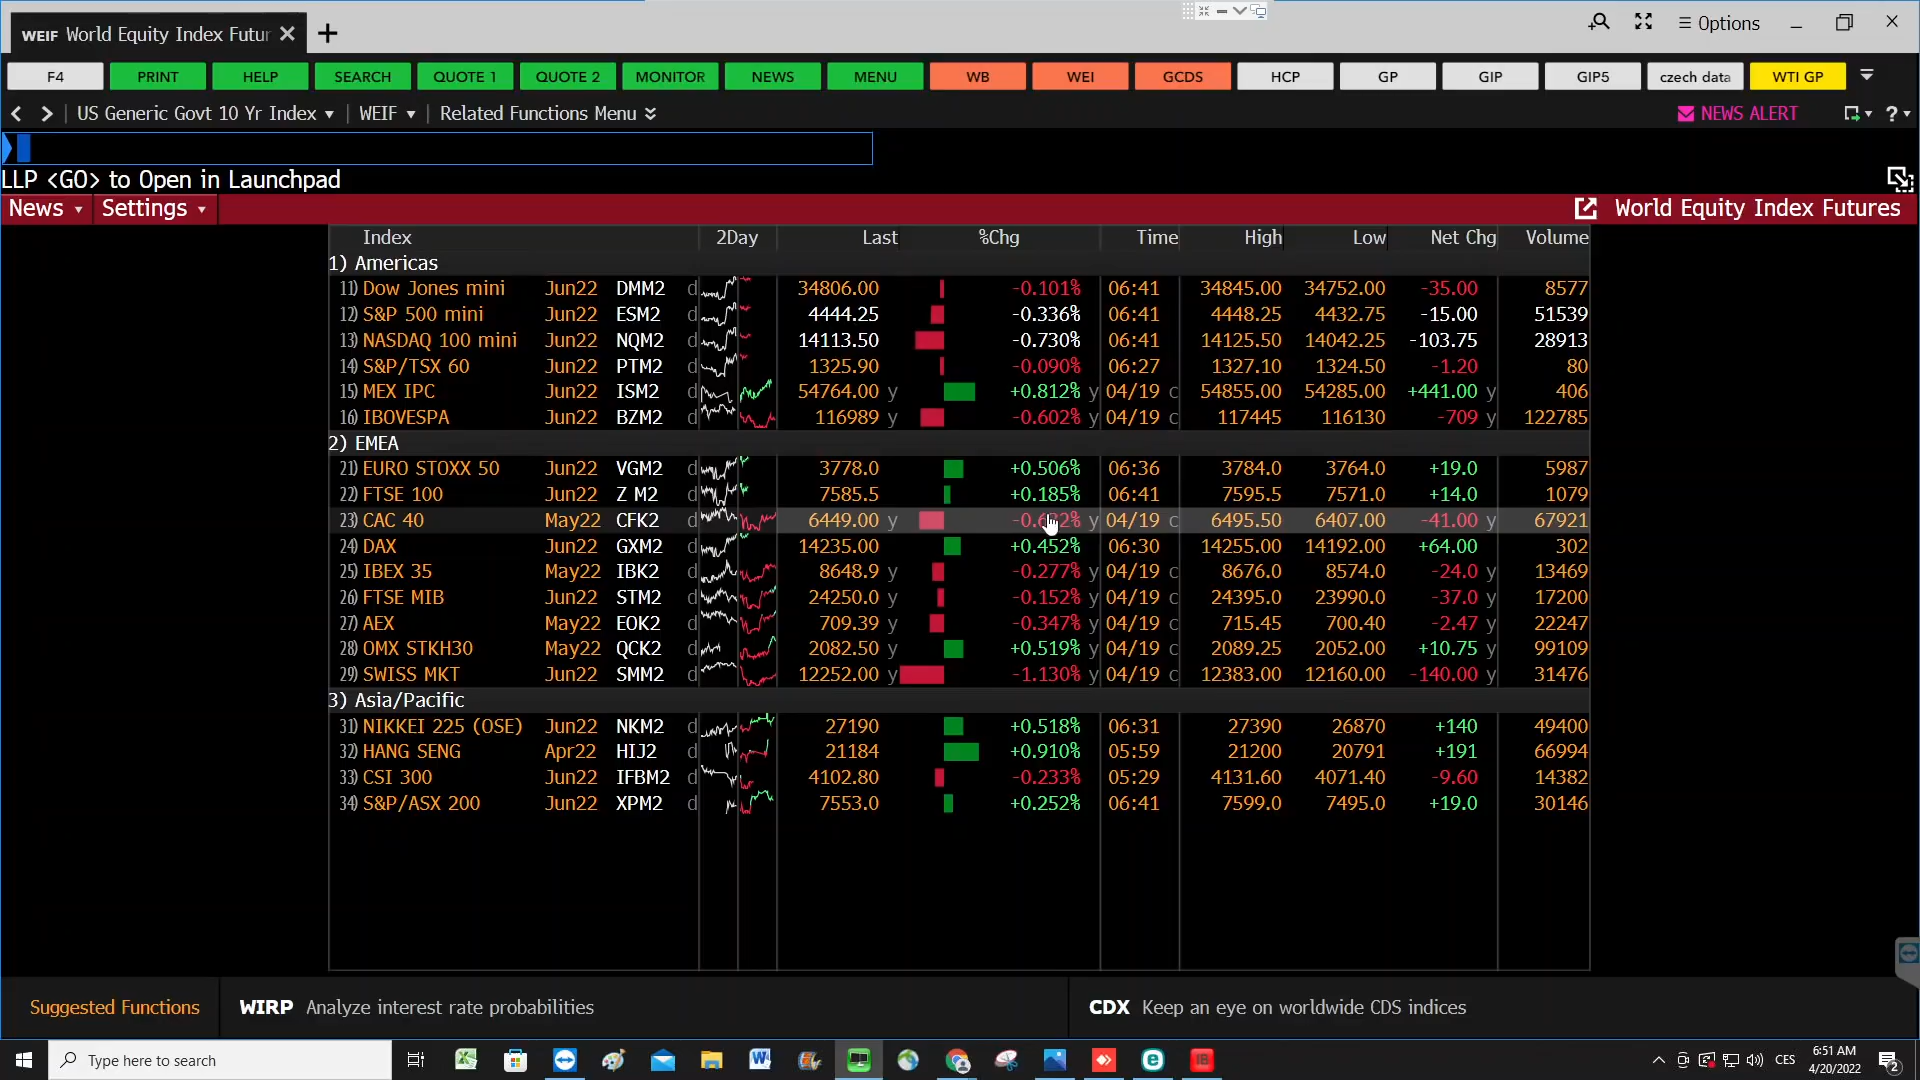 WEIF World Equity Index Futur
Options
F4 PRINT HELP SEARCH QUOTE 1 QUOTE 2 MONITOR NEWS MENU WB WEI GCDS HCP GP GIP GIP5 czech data WTI GP
US Generic Govt 10 Yr Index WEIF Related Functions Menu NEWS ALERT ?
LLP <GO> to Open in Launchpad
News Settings World Equity Index Futures
Index 2Day Last %Chg Time High Low Net Chg Volume
1) Americas
11) Dow Jones mini Jun22 DMM2 d 34806.00 -0.101% 06:41 34845.00 34752.00 -35.00 8577
12) S&P 500 mini Jun22 ESM2 d 4444.25 -0.336% 06:41 4448.25 4432.75 -15.00 51539
13) NASDAQ 100 mini Jun22 NQM2 d 14113.50 -0.730% 06:41 14125.50 14042.25 -103.75 28913
14) S&P/TSX 60 Jun22 PTM2 d 1325.90 -0.090% 06:27 1327.10 1324.50 -1.20 80
15) MEX IPC Jun22 ISM2 d 54764.00 y +0.812% y 04/19 c 54855.00 54285.00 +441.00 y 406
16) IBOVESPA Jun22 BZM2 d 116989 y -0.602% y 04/19 c 117445 116130 -709 y 122785
2) EMEA
21) EURO STOXX 50 Jun22 VGM2 d 3778.0 +0.506% 06:36 3784.0 3764.0 +19.0 5987
22) FTSE 100 Jun22 Z M2 d 7585.5 +0.185% 06:41 7595.5 7571.0 +14.0 1079
23) CAC 40 May22 CFK2 d 6449.00 y y 04/19 c 6495.50 6407.00 -41.00 y 67921
24) DAX Jun22 GXM2 d 14235.00 +0.452% 06:30 14255.00 14192.00 +64.00 302
25) IBEX 35 May22 IBK2 d 8648.9 y -0.277% y 04/19 c 8676.0 8574.0 -24.0 y 13469
26) FTSE MIB Jun22 STM2 d 24250.0 y -0.152% y 04/19 c 24395.0 23990.0 -37.0 y 17200
27) AEX May22 EOK2 d 709.39 y -0.347% y 04/19 c 715.45 700.40 -2.47 y 22247
28) OMX STKH30 May22 QCK2 d 2082.50 y +0.519% y 04/19 c 2089.25 2052.00 +10.75 y 99109
29) SWISS MKT Jun22 SMM2 d 12252.00 y -1.130% y 04/19 c 12383.00 12160.00 -140.00 y 31476
3) Asia/Pacific
31) NIKKEI 225 (OSE) Jun22 NKM2 d 27190 +0.518% 06:31 27390 26870 +140 49400
32) HANG SENG Apr22 HIJ2 d 21184 +0.910% 05:59 21200 20791 +191 66994
33) CSI 300 Jun22 IFBM2 d 4102.80 -0.233% 05:29 4131.60 4071.40 -9.60 14382
34) S&P/ASX 200 Jun22 XPM2 d 7553.0 +0.252% 06:41 7599.0 7495.0 +19.0 30146
Suggested Functions WIRP Analyze interest rate probabilities CDX Keep an eye on worldwide CDS indices
Type here to search CES 6:51 AM
4/20/2022 2